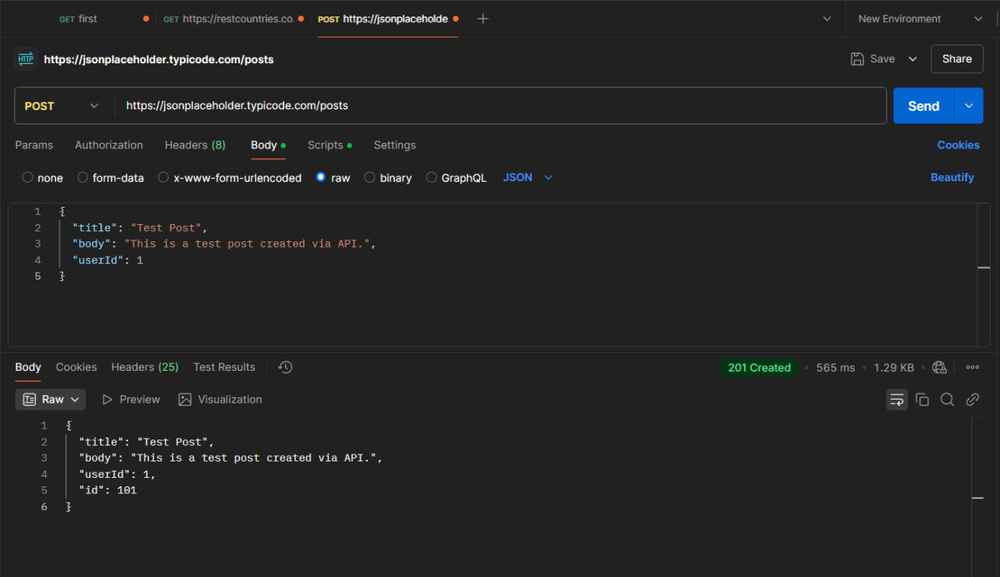 GET first GET https://restcountries.co. POST https://jsonplaceholde New Environment
HTTP https://jsonplaceholder.typicode.com/posts Save Share
POST https://jsonplaceholder.typicode.com/posts Send
Params Authorization Headers (8) Body Scripts Settings Cookies
none form-data x-www-form-urlencoded raw binary GraphQL JSON Beautify
1 {
2 "title": "Test Post",
3 "body": "This is a test post created via API.",
4 "userId": 1
5 }
Body Cookies Headers (25) Test Results 201 Created 565 ms 1.29 KB
Raw Preview Visualization
1 {
2 "title": "Test Post",
3 "body": "This is a test post created via API.",
4 "userId": 1,
5 "id": 101
6 }